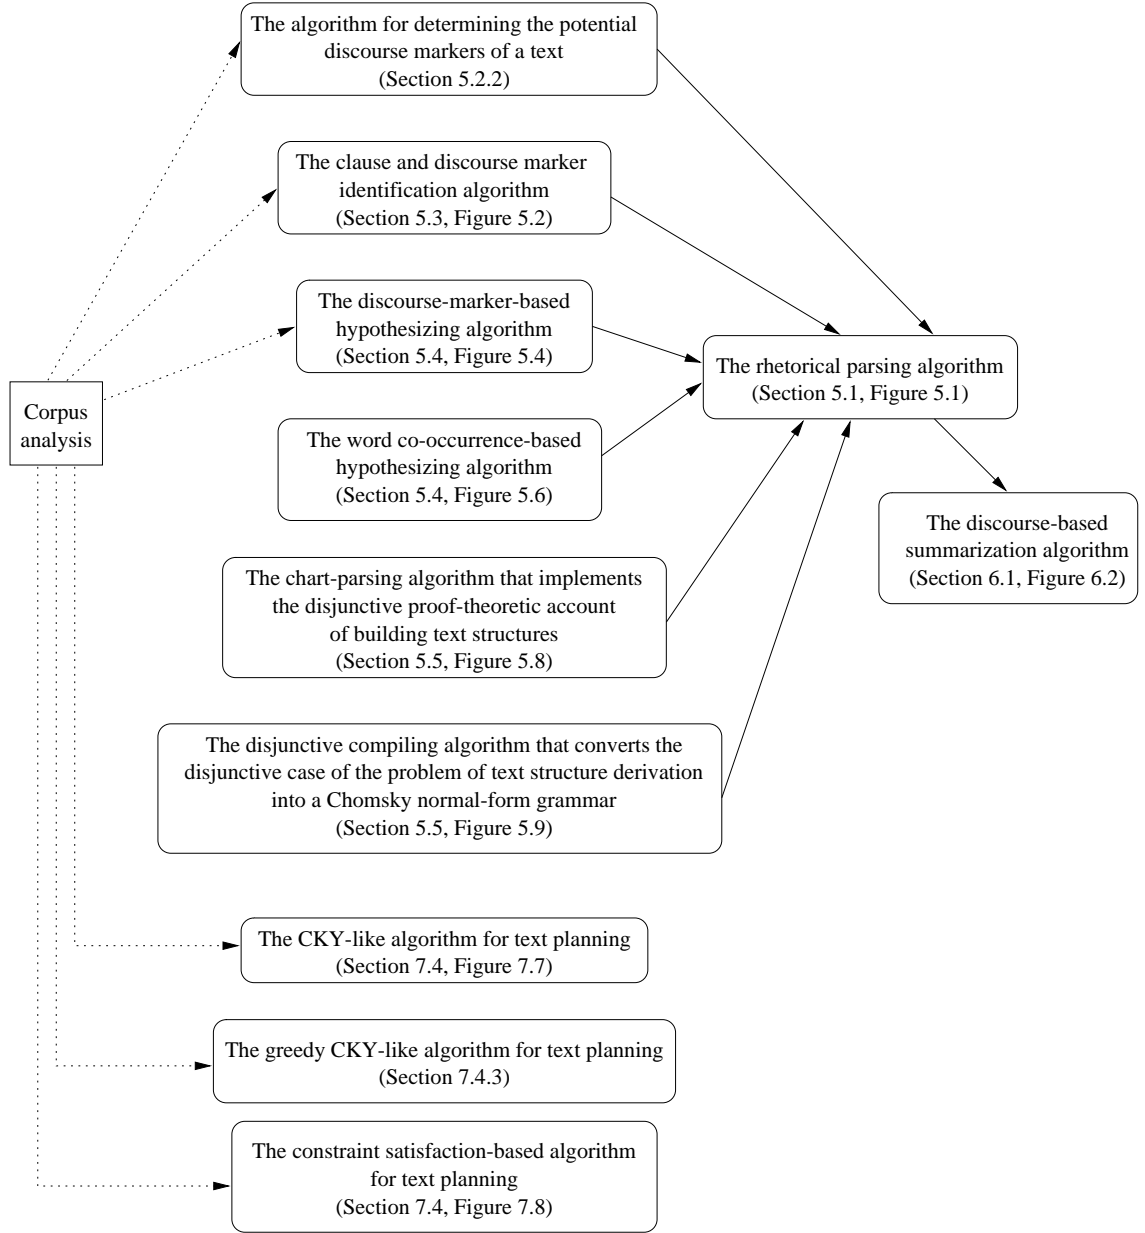 The algorithm for determining the potential
discourse markers of a text
(Section 5.2.2)
The clause and discourse marker
identification algorithm
(Section 5.3, Figure 5.2)
The discourse-marker-based
hypothesizing algorithm
(Section 5.4, Figure 5.4)
The rhetorical parsing algorithm
(Section 5.1, Figure 5.1)
Corpus
analysis
The word co-occurrence-based
hypothesizing algorithm
(Section 5.4, Figure 5.6)
The discourse-based
summarization algorithm
(Section 6.1, Figure 6.2)
The chart-parsing algorithm that implements
the disjunctive proof-theoretic account
of building text structures
(Section 5.5, Figure 5.8)
The disjunctive compiling algorithm that converts the
disjunctive case of the problem of text structure derivation
into a Chomsky normal-form grammar
(Section 5.5, Figure 5.9)
The CKY-like algorithm for text planning
(Section 7.4, Figure 7.7)
The greedy CKY-like algorithm for text planning
(Section 7.4.3)
The constraint satisfaction-based algorithm
for text planning
(Section 7.4, Figure 7.8)